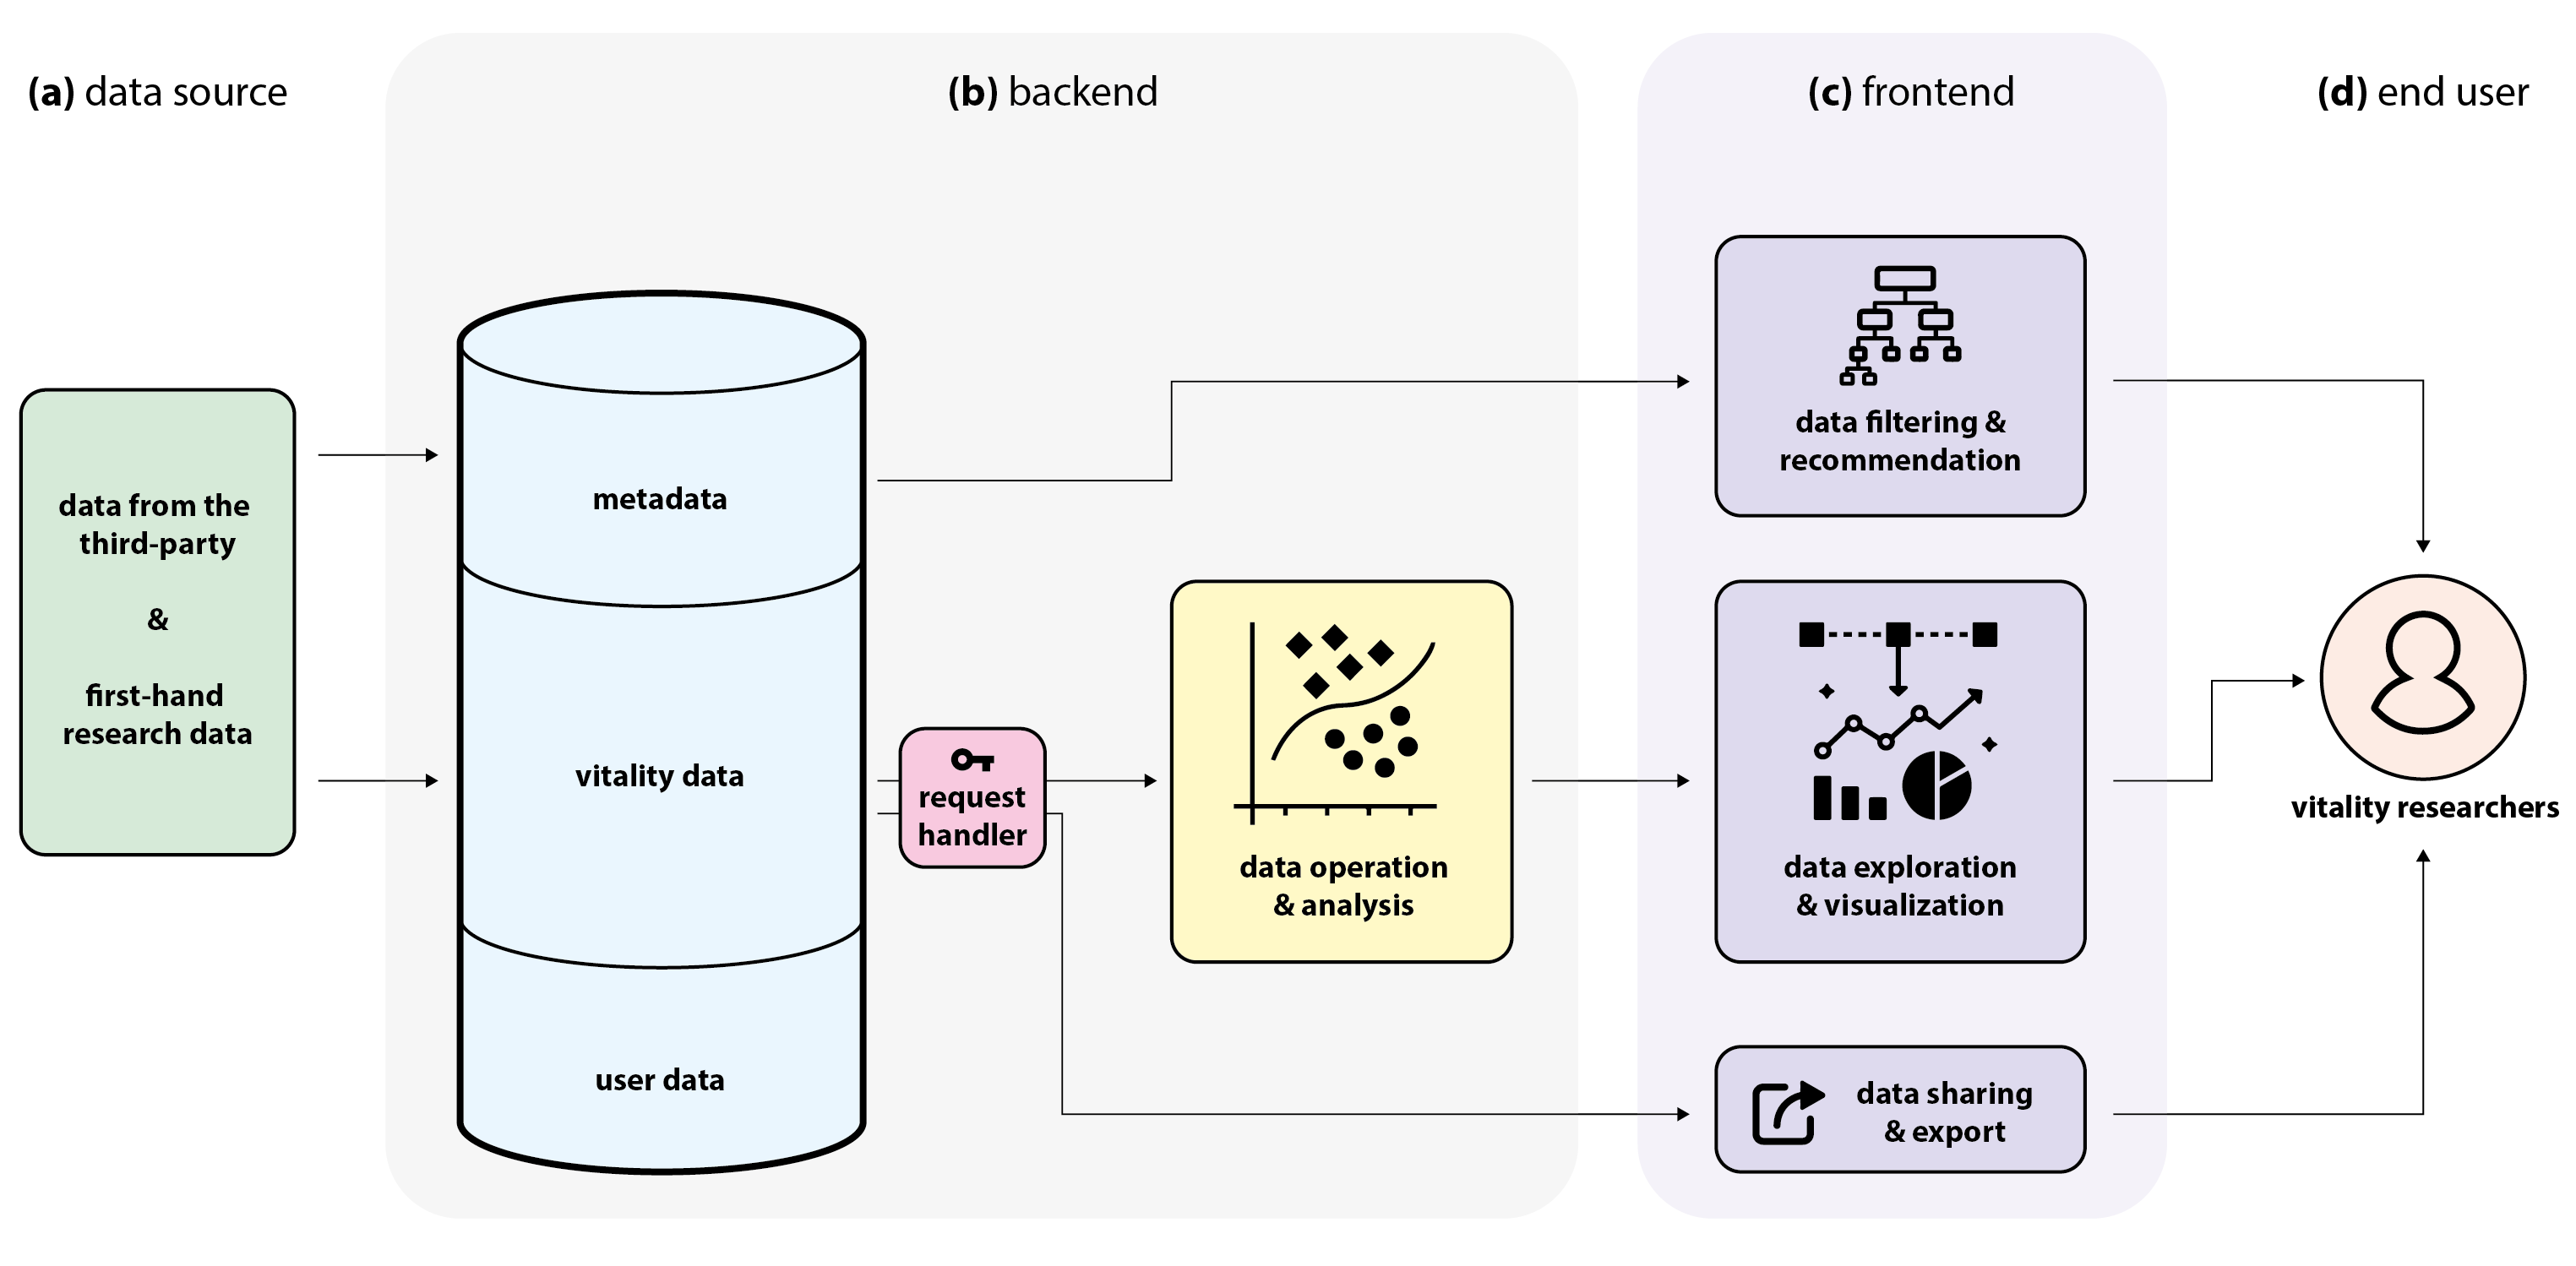 (a) data source
(b) backend
(c) frontend
(d) end user
data from the
third-party
&
first-hand
research data
metadata
vitality data
user data
request
handler
data operation
& analysis
data filtering &
recommendation
data exploration
& visualization
data sharing
& export
vitality researchers